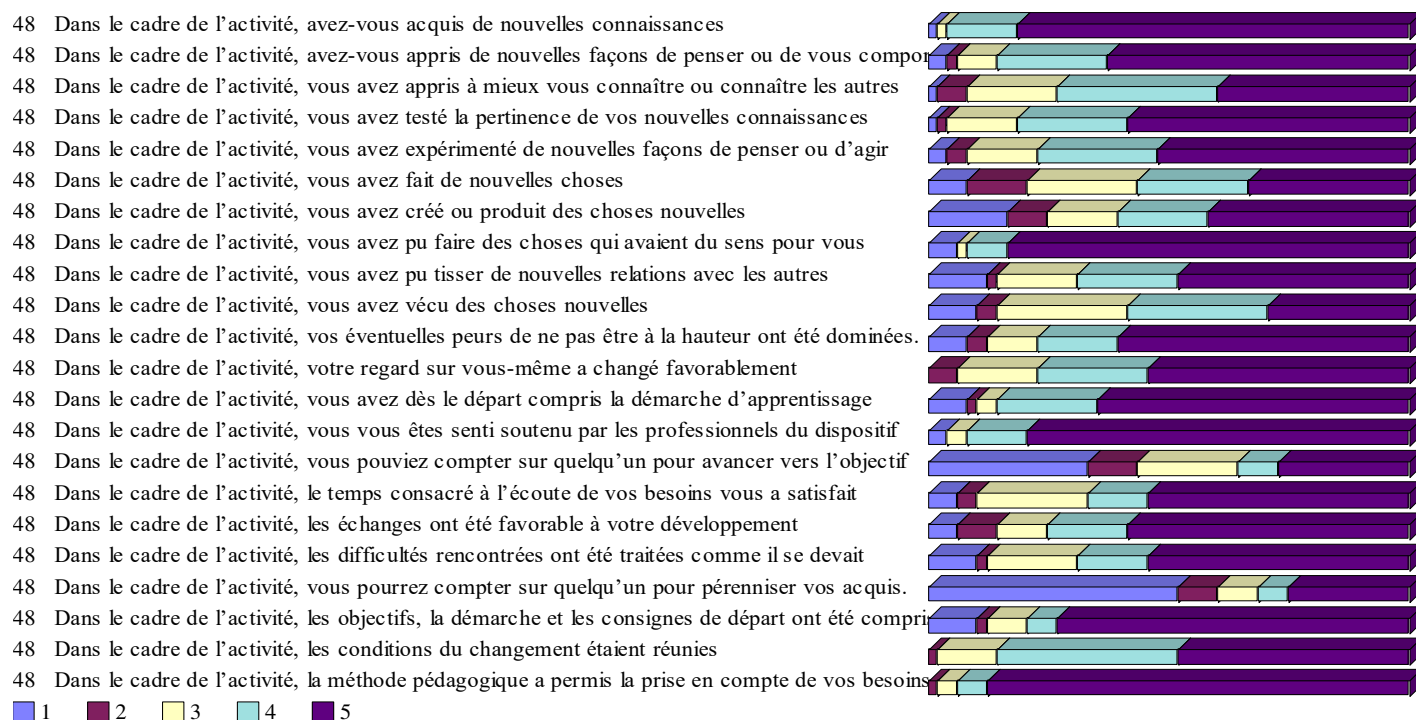 48 Dans le cadre de l’activité, avez-vous acquis de nouvelles connaissances
48 Dans le cadre de l’activité, avez-vous appris de nouvelles façons de penser ou de vous compor
48 Dans le cadre de l’activité, vous avez appris à mieux vous connaître ou connaître les autres
48 Dans le cadre de l’activité, vous avez testé la pertinence de vos nouvelles connaissances
48 Dans le cadre de l’activité, vous avez expérimenté de nouvelles façons de penser ou d’agir
48 Dans le cadre de l’activité, vous avez fait de nouvelles choses
48 Dans le cadre de l’activité, vous avez créé ou produit des choses nouvelles
48 Dans le cadre de l’activité, vous avez pu faire des choses qui avaient du sens pour vous
48 Dans le cadre de l’activité, vous avez pu tisser de nouvelles relations avec les autres
48 Dans le cadre de l’activité, vous avez vécu des choses nouvelles
48 Dans le cadre de l’activité, vos éventuelles peurs de ne pas être à la hauteur ont été dominées.
48 Dans le cadre de l’activité, votre regard sur vous-même a changé favorablement
48 Dans le cadre de l’activité, vous avez dès le départ compris la démarche d’apprentissage
48 Dans le cadre de l’activité, vous vous êtes senti soutenu par les professionnels du dispositif
48 Dans le cadre de l’activité, vous pouviez compter sur quelqu’un pour avancer vers l’objectif
48 Dans le cadre de l’activité, le temps consacré à l’écoute de vos besoins vous a satisfait
48 Dans le cadre de l’activité, les échanges ont été favorable à votre développement
48 Dans le cadre de l’activité, les difficultés rencontrées ont été traitées comme il se devait
48 Dans le cadre de l’activité, vous pourrez compter sur quelqu’un pour pérenniser vos acquis.
48 Dans le cadre de l’activité, les objectifs, la démarche et les consignes de départ ont été compri
48 Dans le cadre de l’activité, les conditions du changement étaient réunies
48 Dans le cadre de l’activité, la méthode pédagogique a permis la prise en compte de vos besoins
1 2 3 4 5